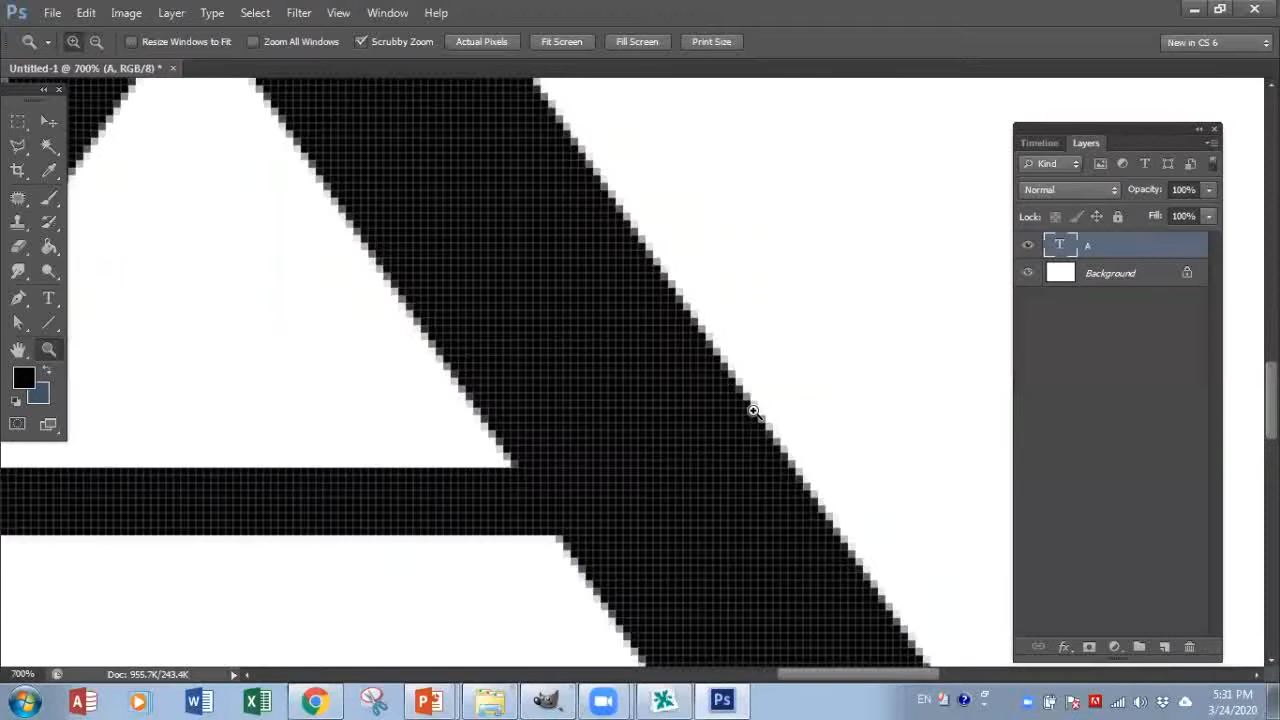 Ps File Edit Image Layer Type Select Filter View Window Help
Resize Windows to Fit Zoom All Windows Scrubby Zoom Actual Pixels Fit Screen Fill Screen Print Size New in CS 6
Untitled-1 @ 700% (A, RGB/8) * ×
Timeline Layers
Kind
Normal Opacity: 100%
Lock: Fill: 100%
T A
Background
fx
700% Doc: 955.7K/243.4K
EN 5:31 PM
3/24/2020